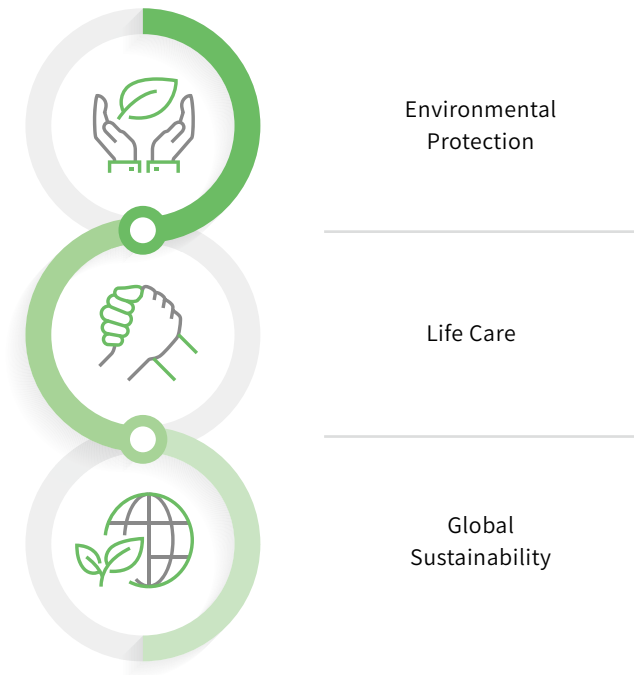 Environmental
Protection
Life Care
Global
Sustainability